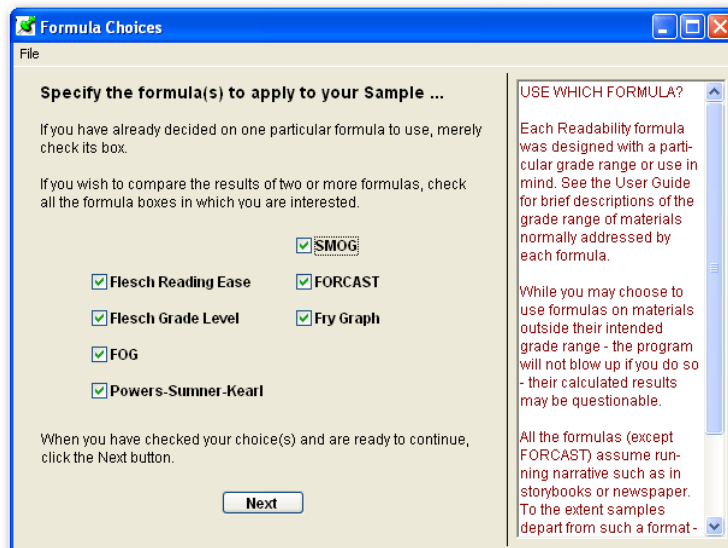 Formula Choices
File
Specify the formula(s) to apply to your Sample ...
If you have already decided on one particular formula to use, merely
check its box.
If you wish to compare the results of two or more formulas, check
all the formula boxes in which you are interested.
SMOG
Flesch Reading Ease
FORCAST
Flesch Grade Level
Fry Graph
FOG
Powers-Sumner-Kearl
When you have checked your choice(s) and are ready to continue,
click the Next button.
Next
USE WHICH FORMULA?
Each Readability formula
was designed with a parti-
cular grade range or use in
mind. See the User Guide
for brief descriptions of the
grade range of materials
normally addressed by
each formula.
While you may choose to
use formulas on materials
outside their intended
grade range - the program
will not blow up if you do so
- their calculated results
may be questionable.
All the formulas (except
FORCAST) assume run-
ning narrative such as in
storybooks or newspaper.
To the extent samples
depart from such a format -